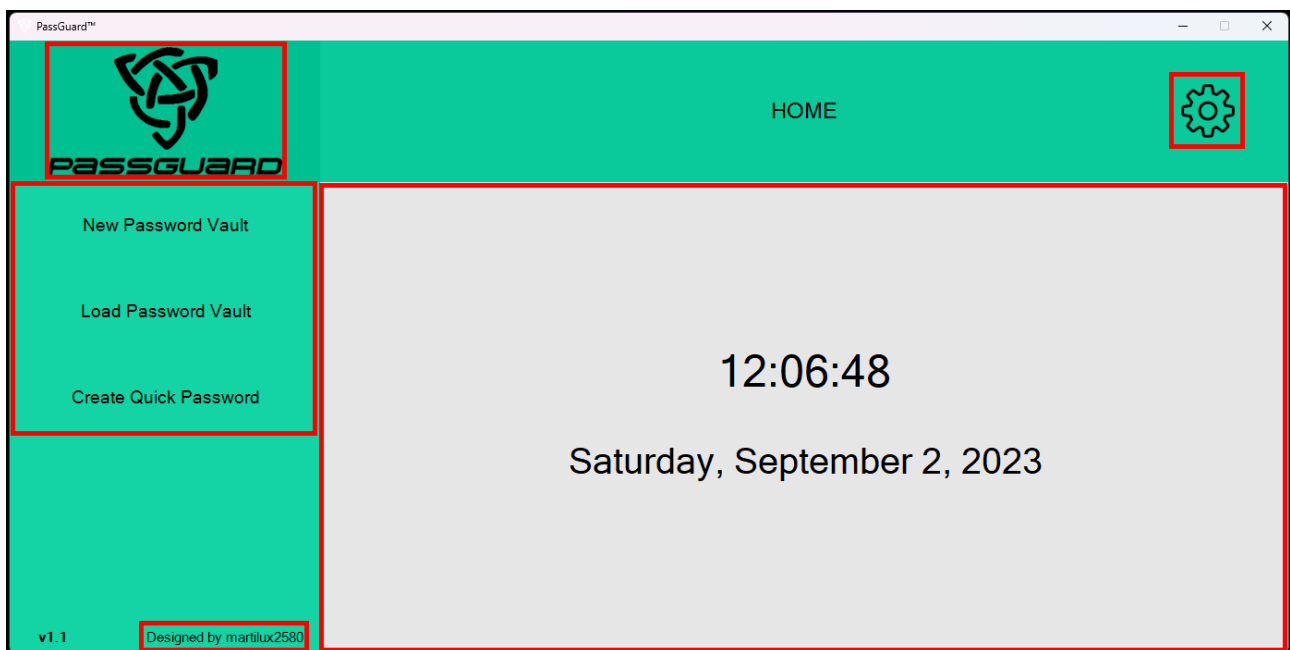 PassGuard™
PASSGUARD
HOME
New Password Vault
Load Password Vault
Create Quick Password
12:06:48
Saturday, September 2, 2023
v1.1
Designed by martilux2580